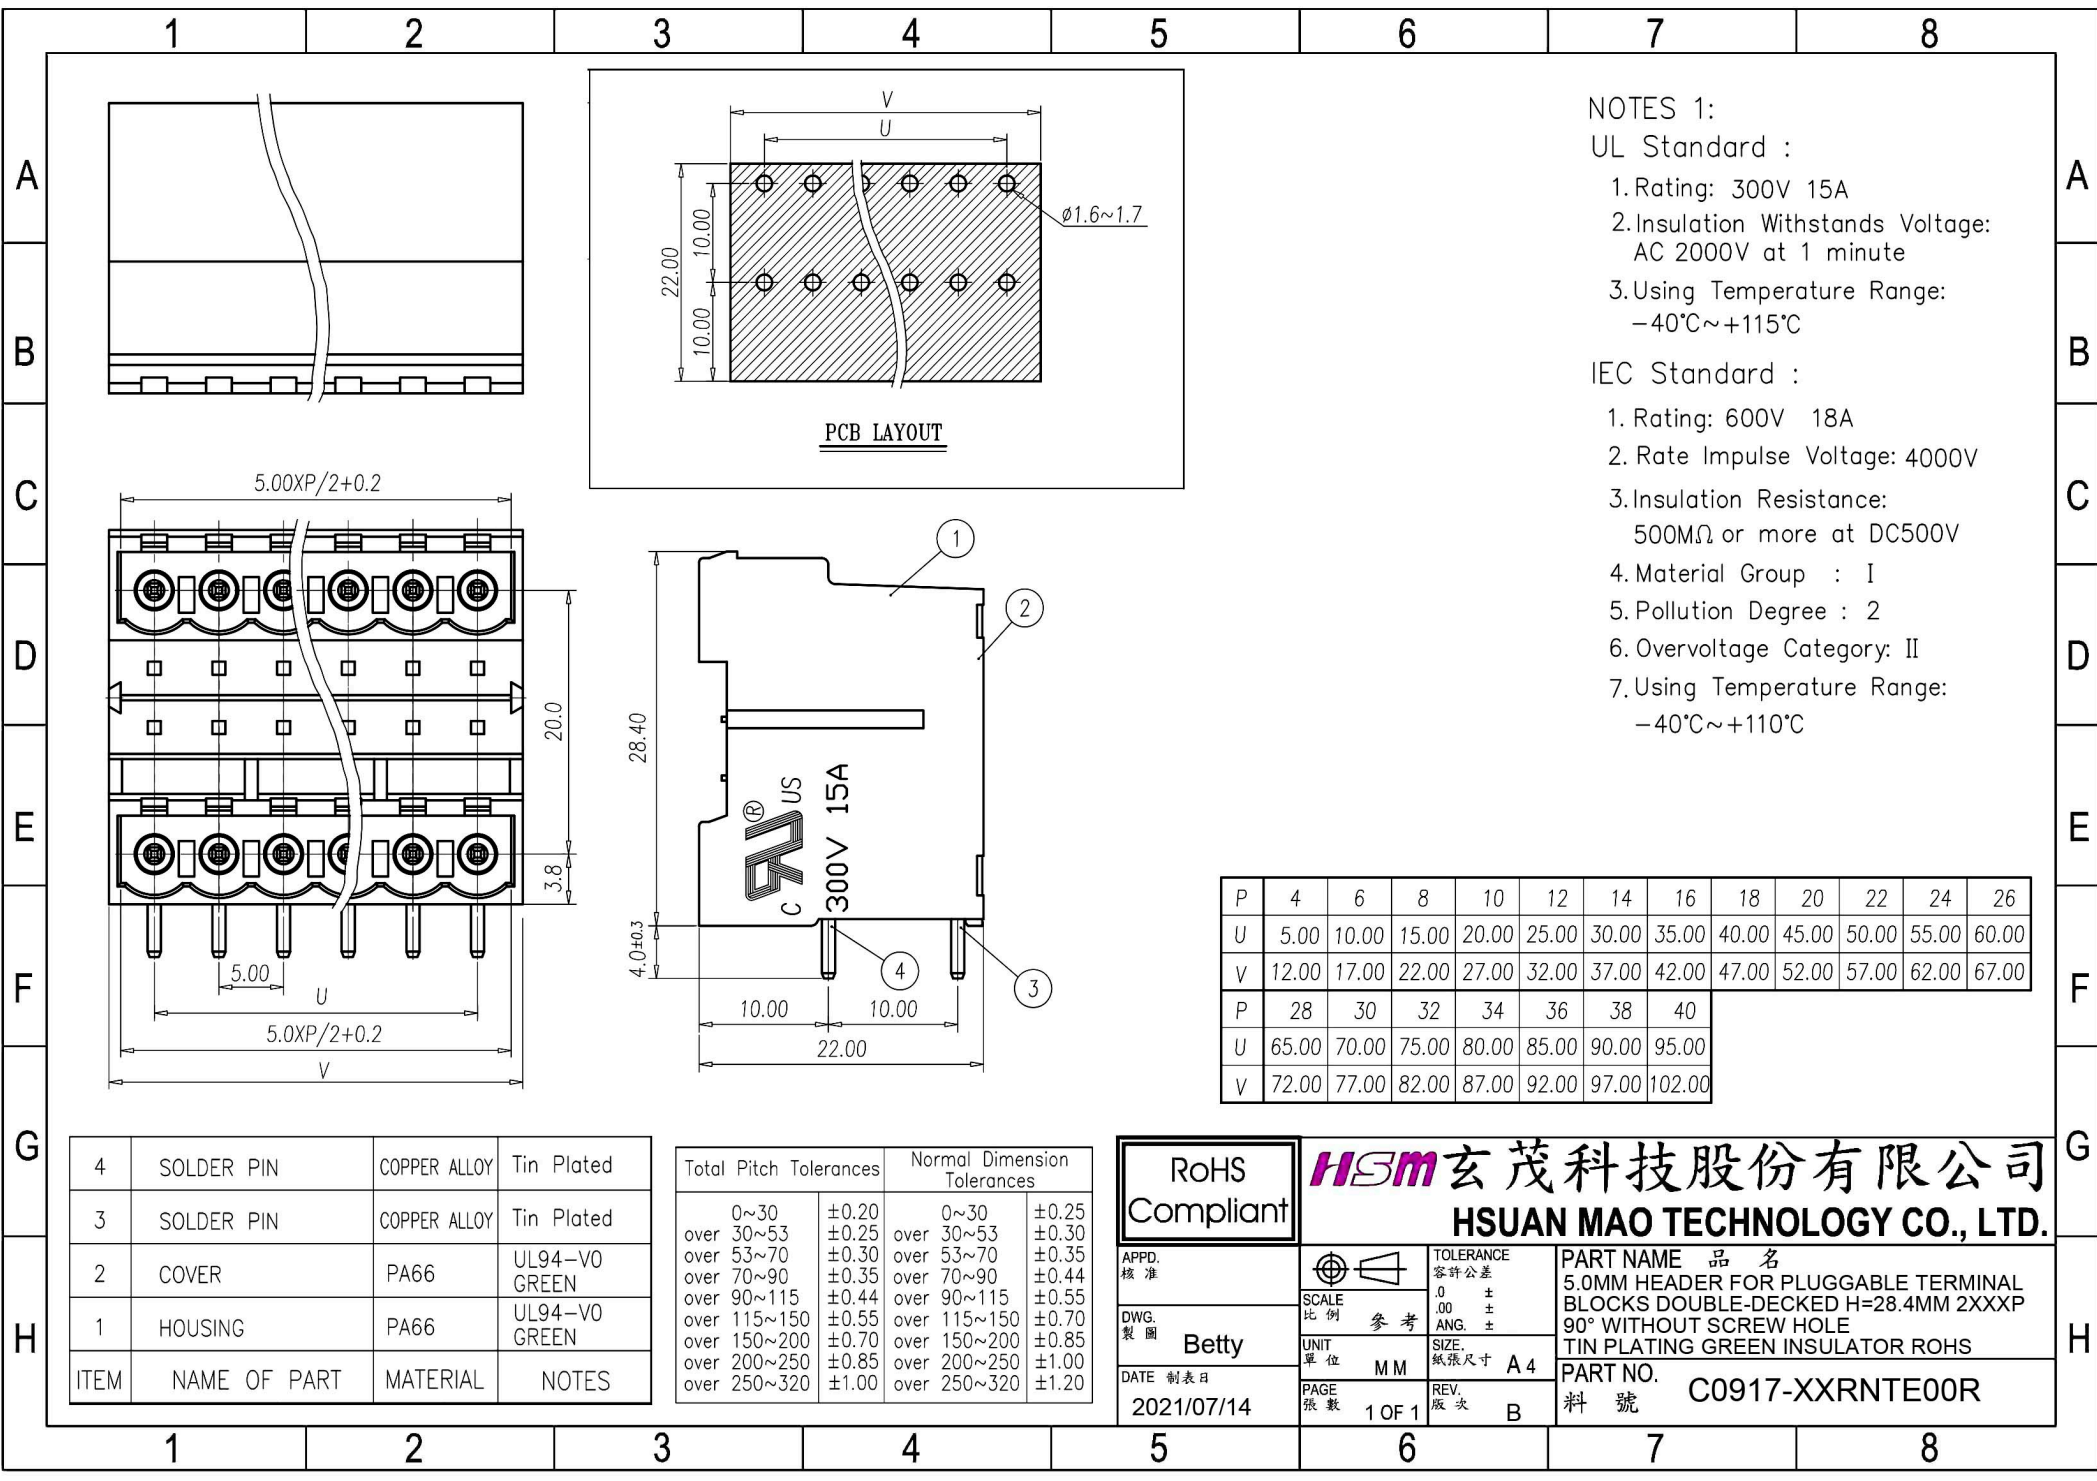 1 2 3 4 5 6 7 8
A
B
C
D
E
F
G
H
A
B
C
D
E
F
G
H
V
U
22.00
10.00
10.00
ø1.6~1.7
PCB LAYOUT
NOTES 1:
UL Standard :
1. Rating: 300V 15A
2. Insulation Withstands Voltage:
AC 2000V at 1 minute
3. Using Temperature Range:
-40℃~+115℃
IEC Standard :
1. Rating: 600V 18A
2. Rate Impulse Voltage: 4000V
3. Insulation Resistance:
500MΩ or more at DC500V
4. Material Group : I
5. Pollution Degree : 2
6. Overvoltage Category: II
7. Using Temperature Range:
-40℃~+110℃
5.00XP/2+0.2
20.0
3.8
5.00
U
5.0XP/2+0.2
V
1
2
28.40
4.0±0.3
C US ®
300V 15A
4
3
10.00 10.00
22.00
P 4 6 8 10 12 14 16 18 20 22 24 26
U 5.00 10.00 15.00 20.00 25.00 30.00 35.00 40.00 45.00 50.00 55.00 60.00
V 12.00 17.00 22.00 27.00 32.00 37.00 42.00 47.00 52.00 57.00 62.00 67.00
P 28 30 32 34 36 38 40
U 65.00 70.00 75.00 80.00 85.00 90.00 95.00
V 72.00 77.00 82.00 87.00 92.00 97.00 102.00
4 SOLDER PIN COPPER ALLOY Tin Plated
3 SOLDER PIN COPPER ALLOY Tin Plated
2 COVER PA66 UL94-V0
GREEN
1 HOUSING PA66 UL94-V0
GREEN
ITEM NAME OF PART MATERIAL NOTES
Total Pitch Tolerances Normal Dimension
Tolerances
0~30 ±0.20 0~30 ±0.25
over 30~53 ±0.25 over 30~53 ±0.30
over 53~70 ±0.30 over 53~70 ±0.35
over 70~90 ±0.35 over 70~90 ±0.44
over 90~115 ±0.44 over 90~115 ±0.55
over 115~150 ±0.55 over 115~150 ±0.70
over 150~200 ±0.70 over 150~200 ±0.85
over 200~250 ±0.85 over 200~250 ±1.00
over 250~320 ±1.00 over 250~320 ±1.20
RoHS
Compliant
HSM 玄茂科技股份有限公司
HSUAN MAO TECHNOLOGY CO., LTD.
APPD.
核 准
DWG.
製 圖
Betty
DATE 制表日
2021/07/14
SCALE
比 例 參 考
UNIT
單 位 MM
PAGE
張 數 1 OF 1
TOLERANCE
容許公差
.0 ±
.00 ±
ANG. ±
SIZE.
紙張尺寸 A4
REV.
版 次 B
PART NAME 品 名
5.0MM HEADER FOR PLUGGABLE TERMINAL
BLOCKS DOUBLE-DECKED H=28.4MM 2XXXP
90° WITHOUT SCREW HOLE
TIN PLATING GREEN INSULATOR ROHS
PART NO.
料 號 C0917-XXRNTE00R
1 2 3 4 5 6 7 8